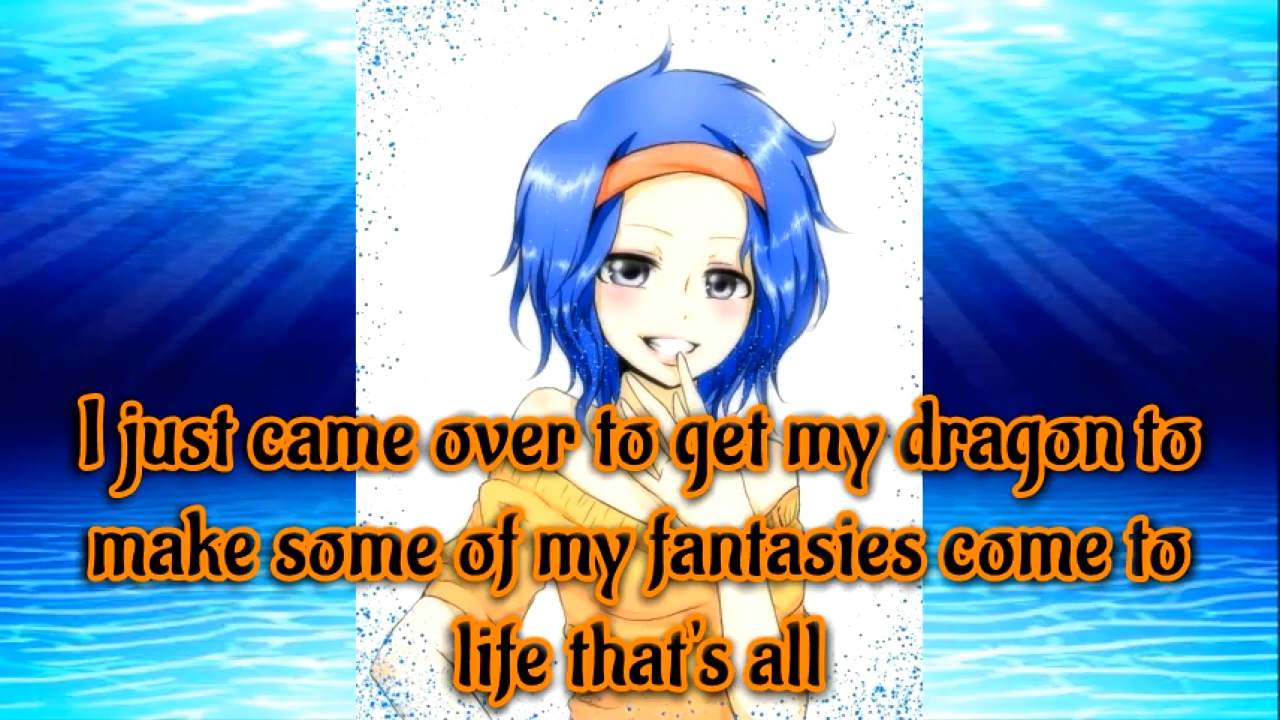 I just came over to get my dragon to
make some of my fantasies come to
life that's all